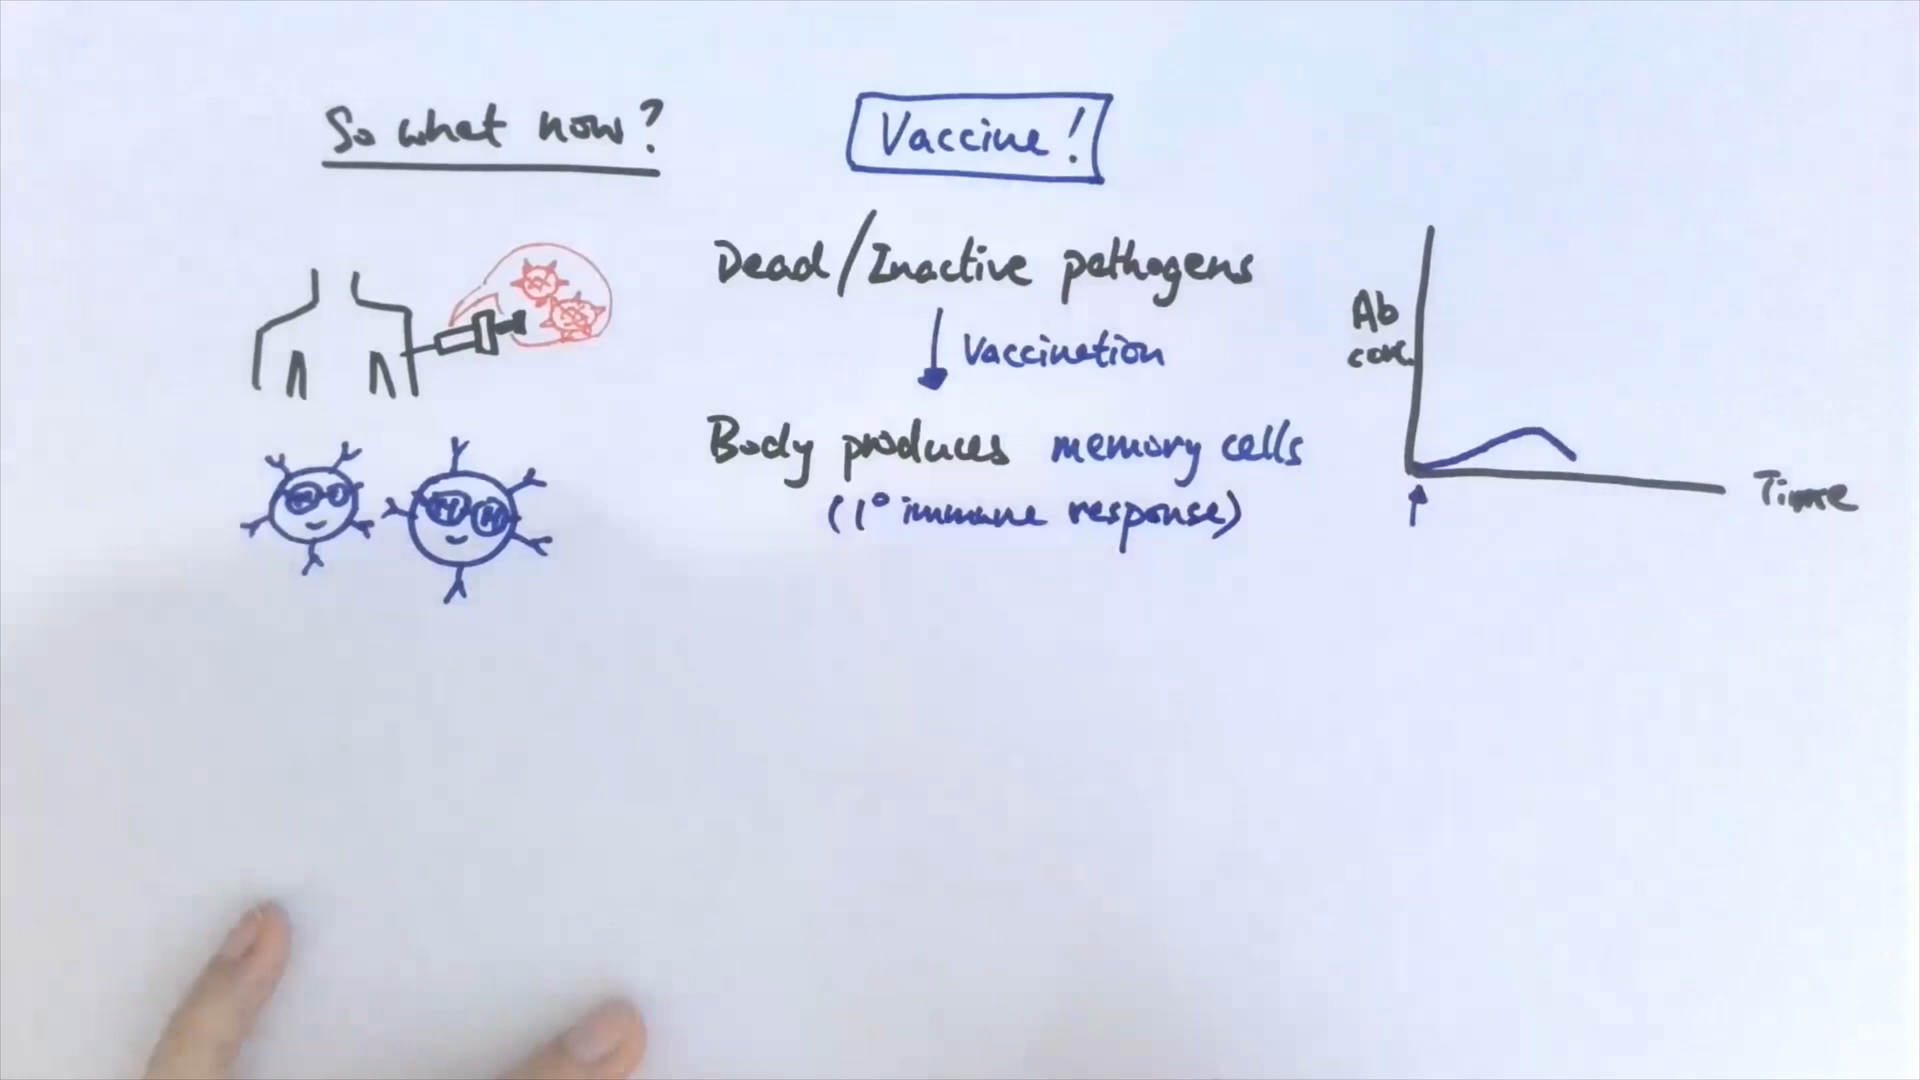 So what now?
Vaccine!
Dead/Inactive pathogens
Vaccination
Body produces memory cells
(1° immune response)
Ab
conc.
Time